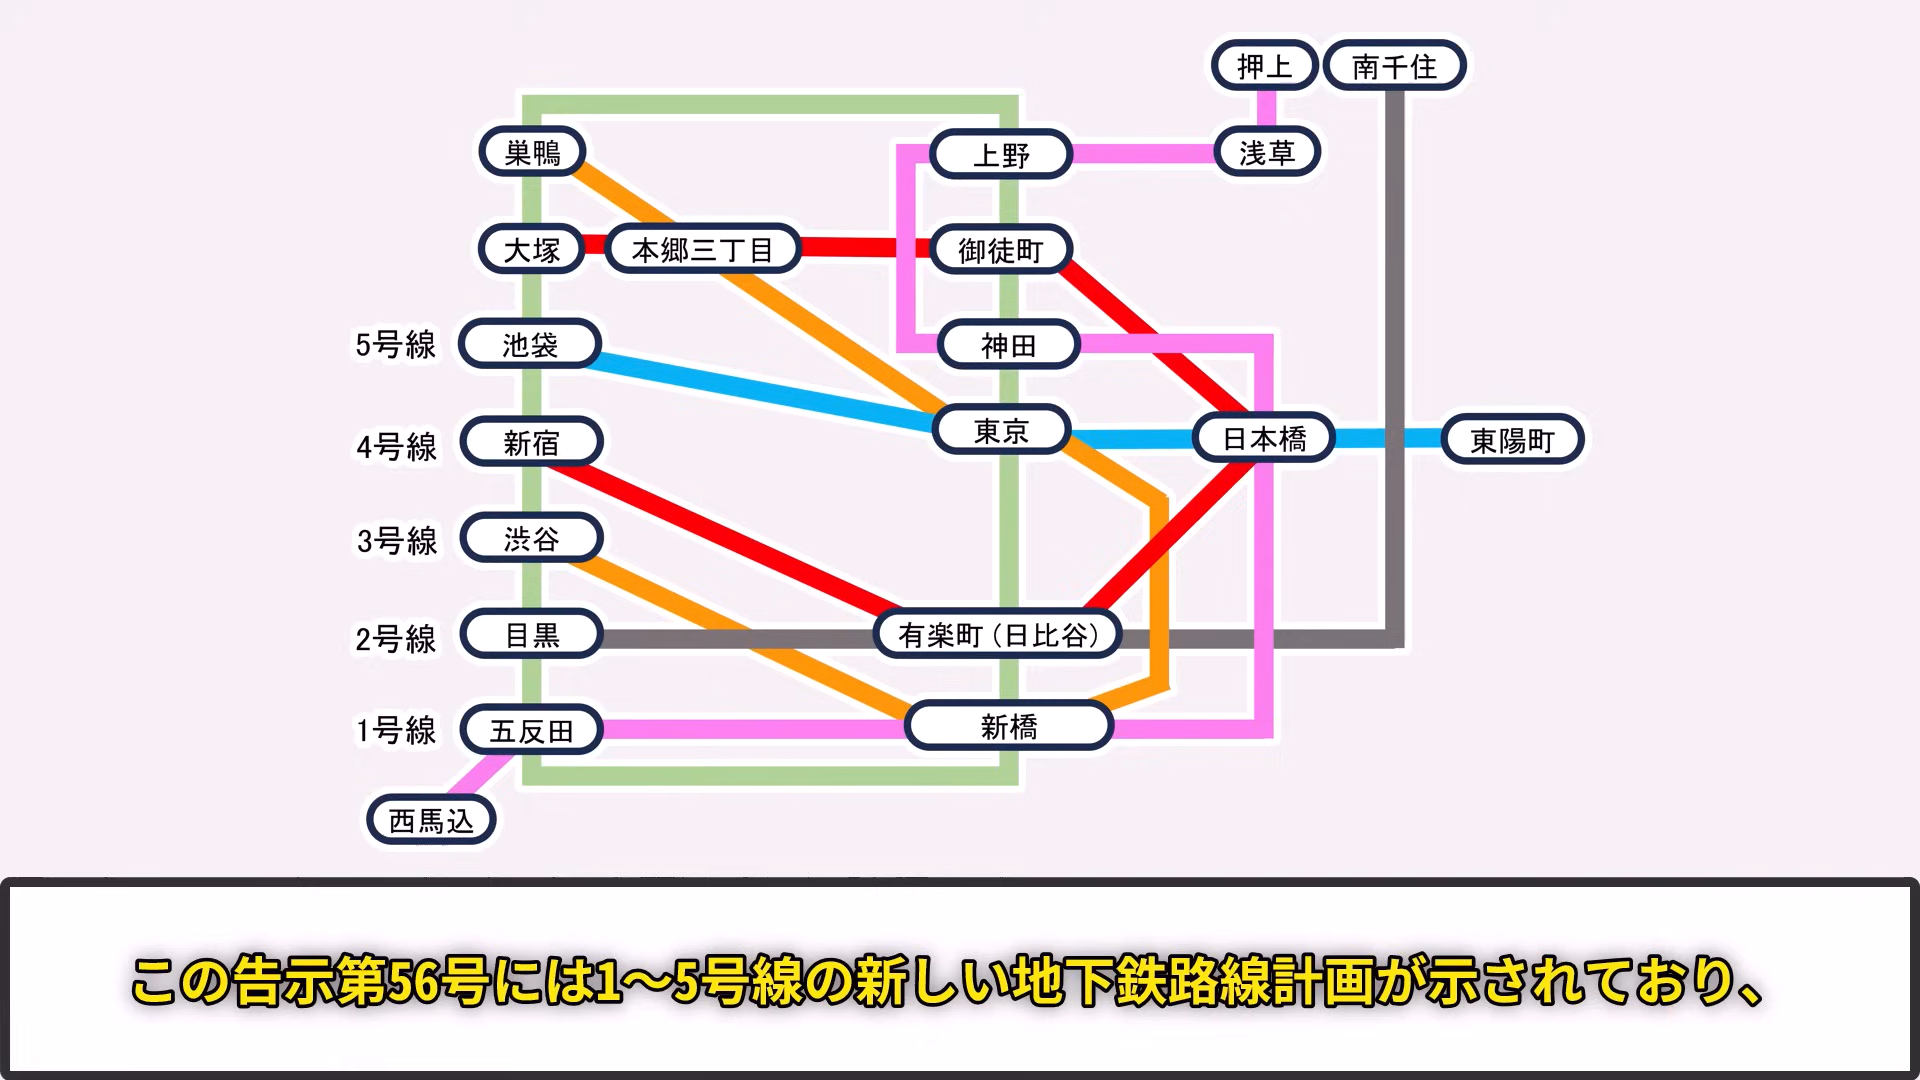 押上
南千住
巣鴨
上野
浅草
大塚
本郷三丁目
御徒町
5号線
池袋
神田
4号線
新宿
東京
日本橋
東陽町
3号線
渋谷
2号線
目黒
有楽町(日比谷)
1号線
五反田
新橋
西馬込
この告示第56号には1～5号線の新しい地下鉄路線計画が示されており、